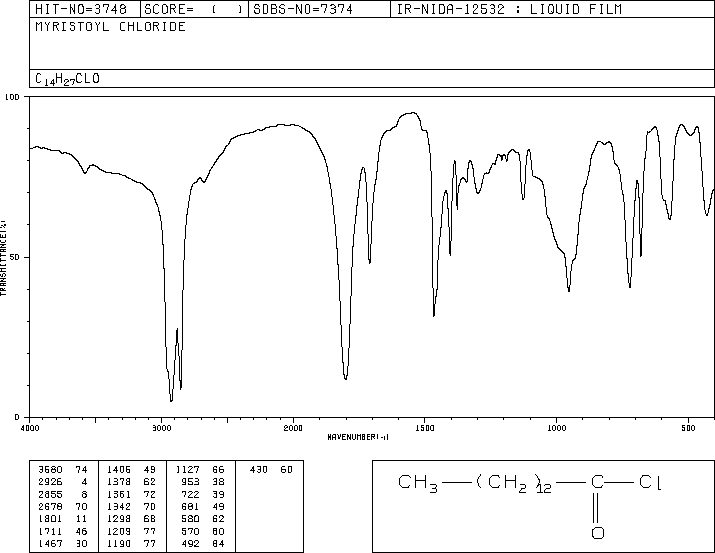 HIT-NO=3748 SCORE= ( ) SDBS-NO=7374 IR-NIDA-12532 : LIQUID FILM
MYRISTOYL CHLORIDE
C14H27CLO
100
50
0
TRANSMITTANCE(%)
4000 3000 2000 1500 1000 500
WAVENUMBER(-1)
3580 74 1406 49 1127 66 430 60
2926 4 1378 62 953 38
2855 8 1361 72 722 39
2678 70 1342 70 681 49
1801 11 1298 68 580 62
1711 46 1209 77 570 60
1467 30 1190 77 492 84
CH3 (CH2)12 C Cl
O